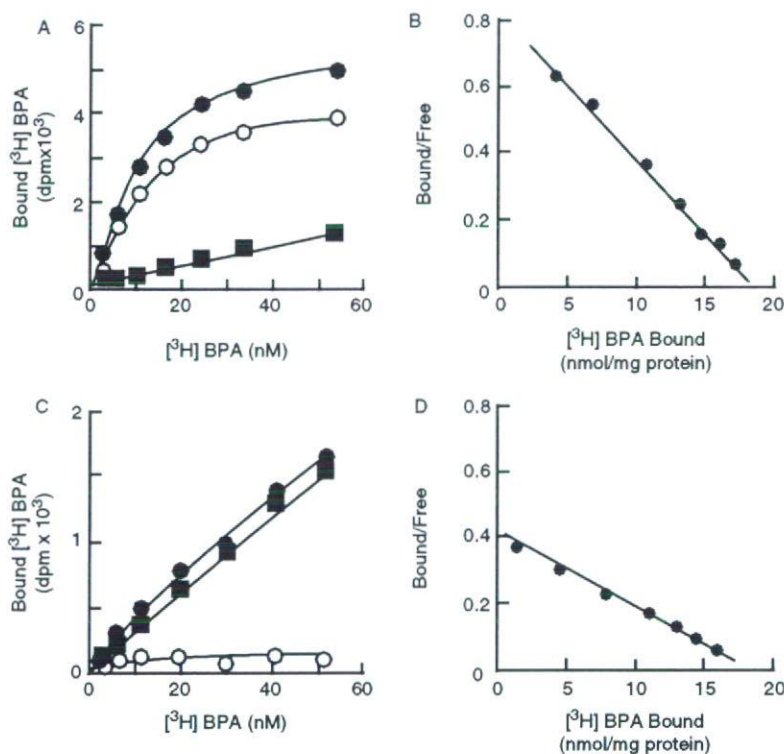 A
6
4
2
0
0
20
40
60
Bound [³H] BPA
(dpmx10³)
[³H] BPA (nM)
B
0.8
0.6
0.4
0.2
0
0
5
10
15
20
Bound/Free
[³H] BPA Bound
(nmol/mg protein)
C
2
1
0
0
20
40
60
Bound [³H] BPA
(dpm x 10³)
[³H] BPA (nM)
D
0.8
0.6
0.4
0.2
0
0
5
10
15
20
Bound/Free
[³H] BPA Bound
(nmol/mg protein)